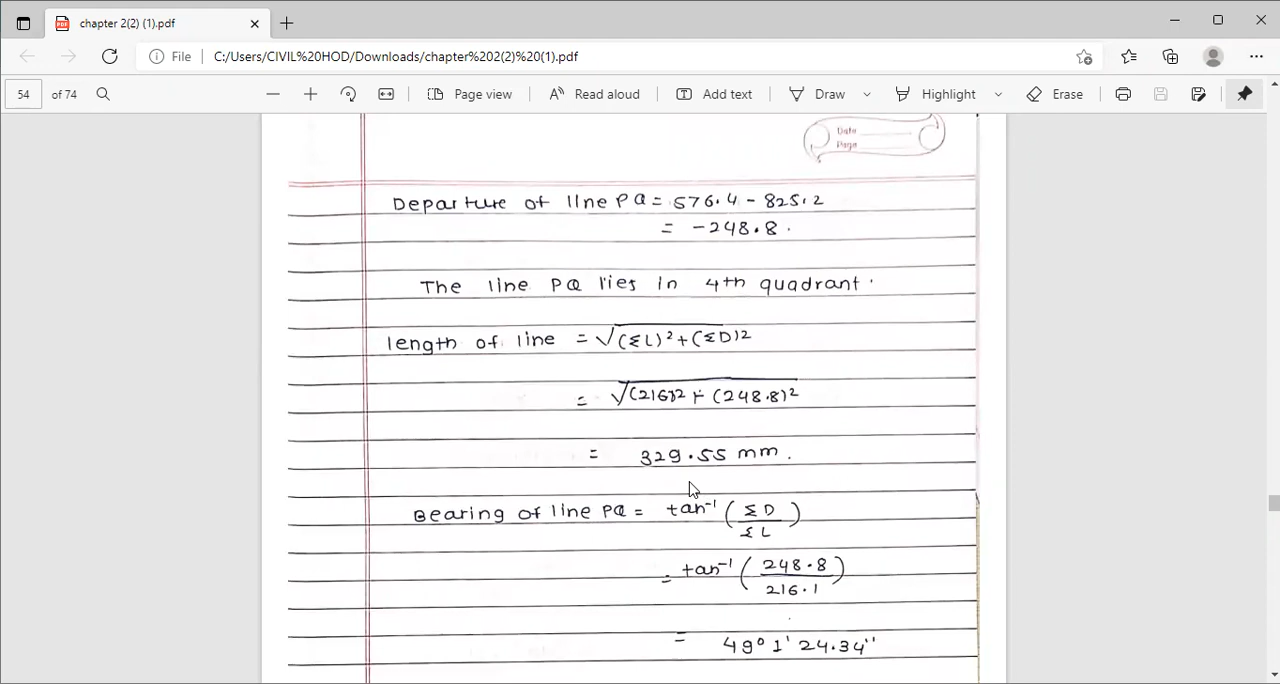 chapter 2(2) (1).pdf
File C:/Users/CIVIL%20HOD/Downloads/chapter%202(2)%20(1).pdf
54 of 74 Page view Read aloud Add text Draw Highlight Erase
Date
Page
Departure of line PQ = 576.4 - 825.2
= -248.8.
The line PQ lies in 4th quadrant.
length of line = √(ΣL)² + (ΣD)²
= √(216)² + (248.8)²
= 329.55 mm.
Bearing of line PQ = tan⁻¹ (ΣD/ΣL)
= tan⁻¹ (248.8/216.1)
= 49° 1' 24.34"